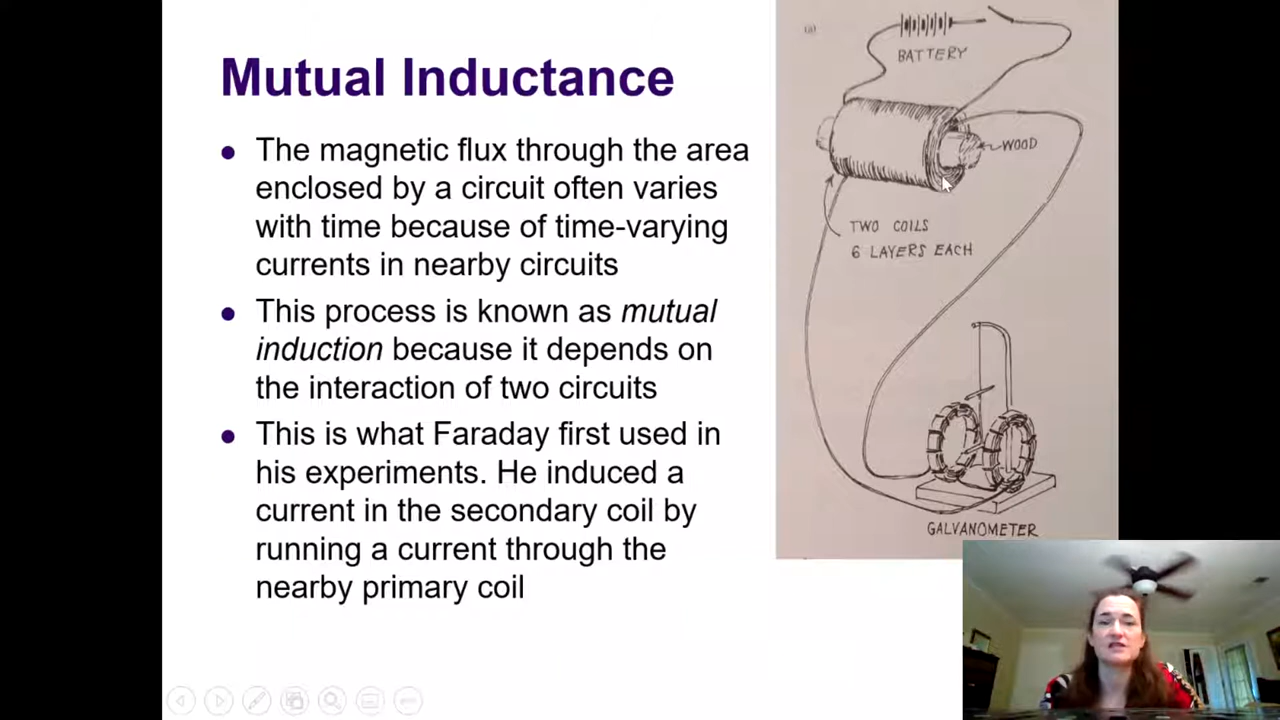 Mutual Inductance
The magnetic flux through the area
enclosed by a circuit often varies
with time because of time-varying
currents in nearby circuits
This process is known as mutual
induction because it depends on
the interaction of two circuits
This is what Faraday first used in
his experiments. He induced a
current in the secondary coil by
running a current through the
nearby primary coil
(a)
BATTERY
WOOD
TWO COILS
6 LAYERS EACH
GALVANOMETER